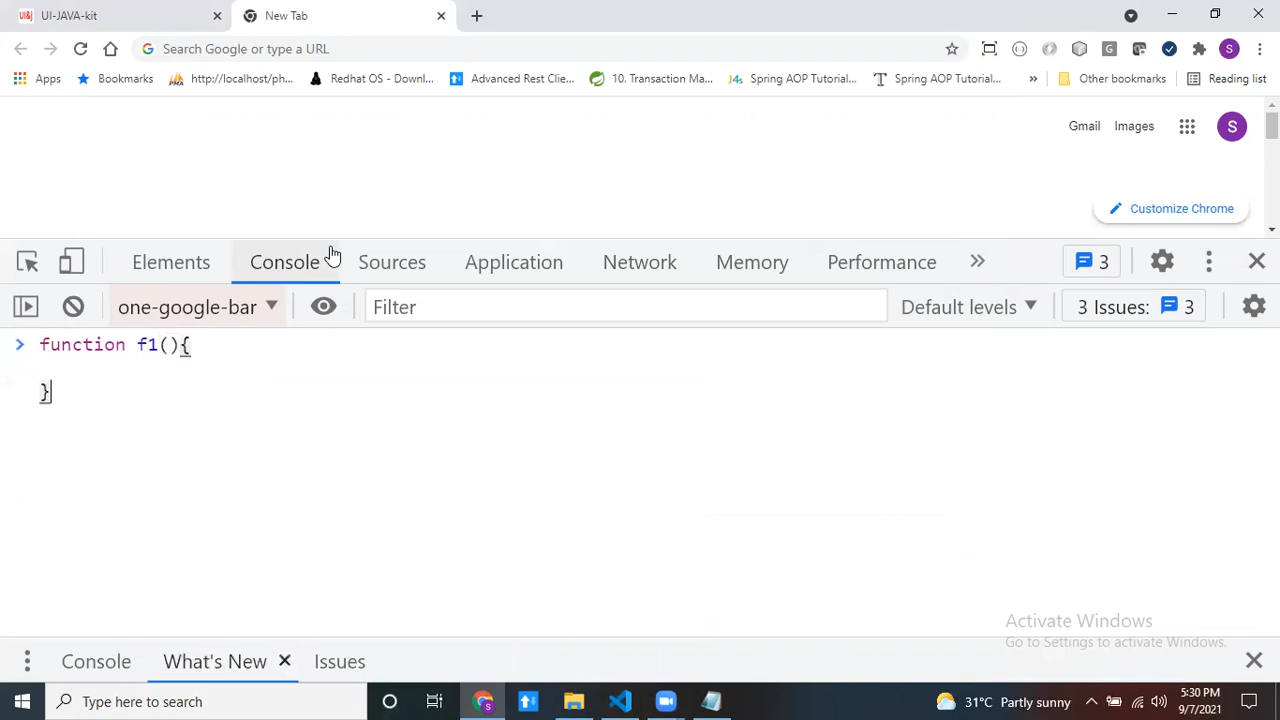 UI&J UI-JAVA-kit
New Tab
Search Google or type a URL
G
S
Apps
Bookmarks
http://localhost/ph...
Redhat OS - Downl...
Advanced Rest Clie...
10. Transaction Ma...
J4s Spring AOP Tutorial...
T Spring AOP Tutorial...
»
Other bookmarks
Reading list
Gmail
Images
S
Customize Chrome
Elements
Console
Sources
Application
Network
Memory
Performance
»
3
one-google-bar
Filter
Default levels
3 Issues: 3
> function f1(){
}
Activate Windows
Go to Settings to activate Windows.
Console
What's New
Issues
Type here to search
31°C Partly sunny
5:30 PM
9/7/2021